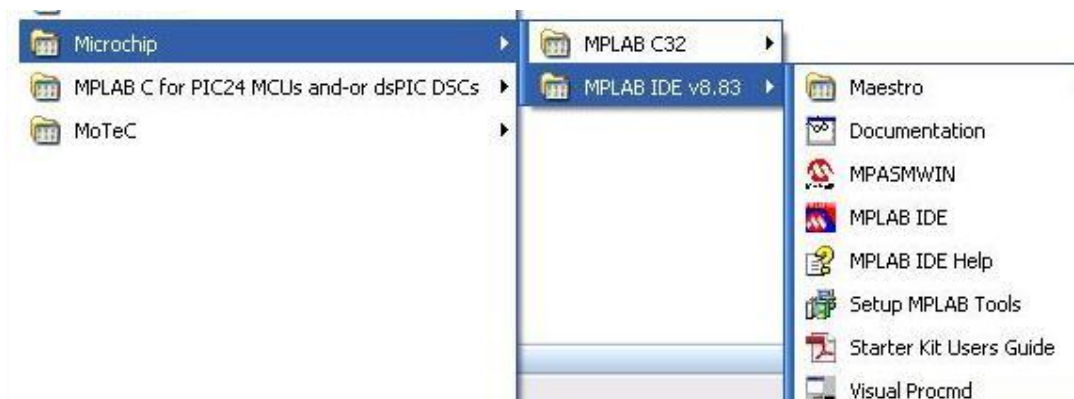 Microchip
MPLAB C for PIC24 MCUs and-or dsPIC DSCs
MoTeC
MPLAB C32
MPLAB IDE v8.83
Maestro
Documentation
MPASMWIN
MPLAB IDE
MPLAB IDE Help
Setup MPLAB Tools
Starter Kit Users Guide
Visual Procmd